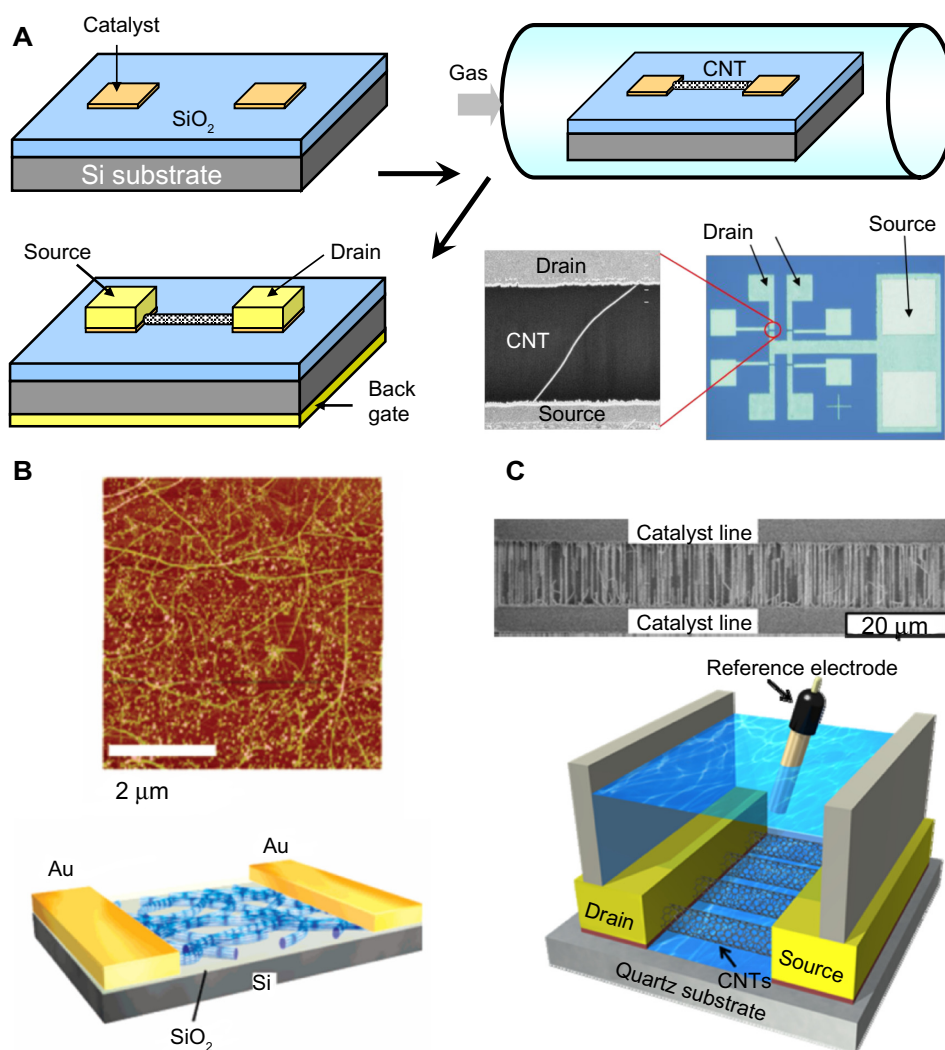 A
Catalyst
SiO2
Si substrate
Gas
CNT
Source
Drain
Back
gate
Drain
CNT
Source
Drain
Source
B
2 μm
Au
Au
Si
SiO2
C
Catalyst line
Catalyst line
20 μm
Reference electrode
Drain
Source
CNTs
Quartz substrate